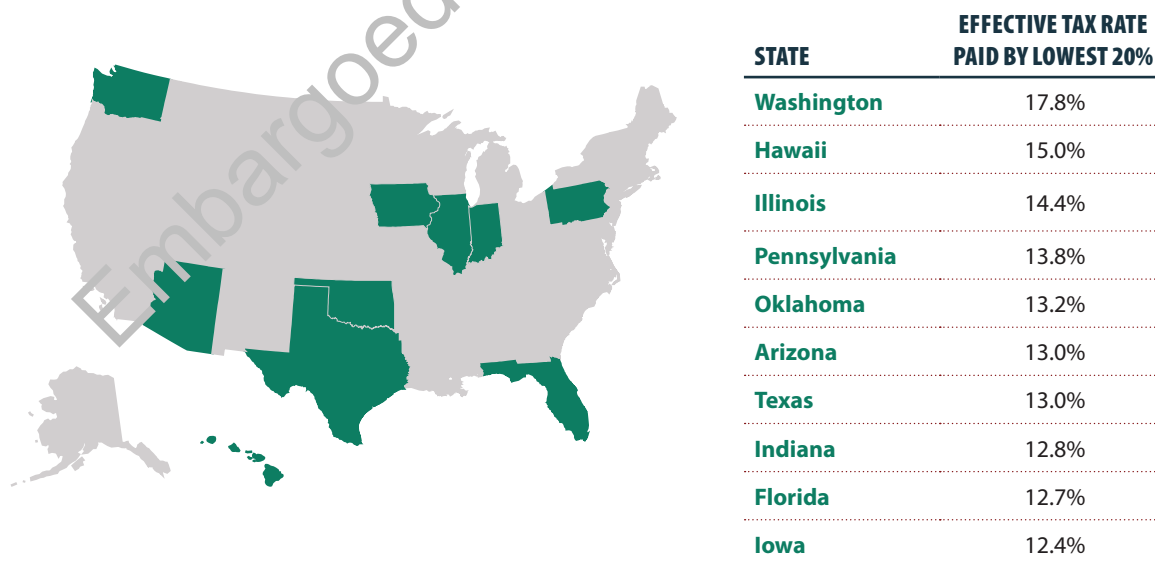 Embargoed
EFFECTIVE TAX RATE
STATE PAID BY LOWEST 20%
Washington 17.8%
Hawaii 15.0%
Illinois 14.4%
Pennsylvania 13.8%
Oklahoma 13.2%
Arizona 13.0%
Texas 13.0%
Indiana 12.8%
Florida 12.7%
Iowa 12.4%